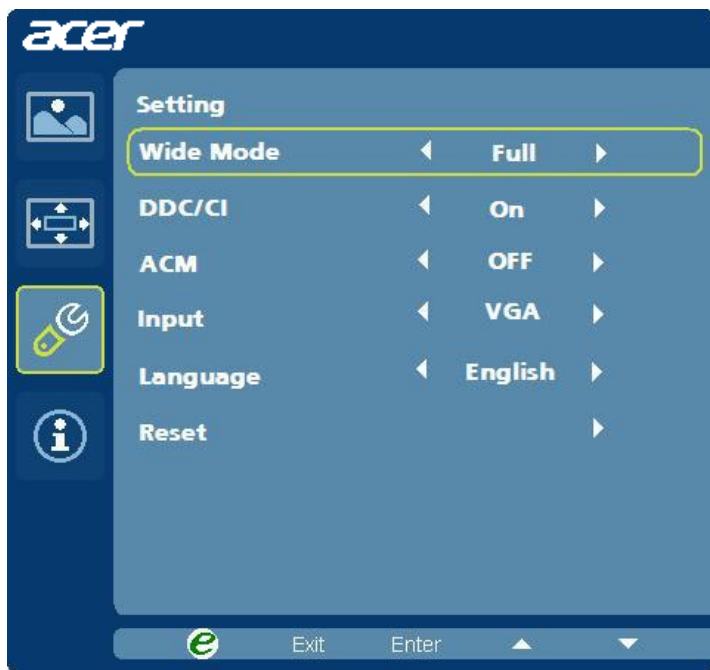 acer
Setting
Wide Mode Full
DDC/CI On
ACM OFF
Input VGA
Language English
Reset
e Exit Enter